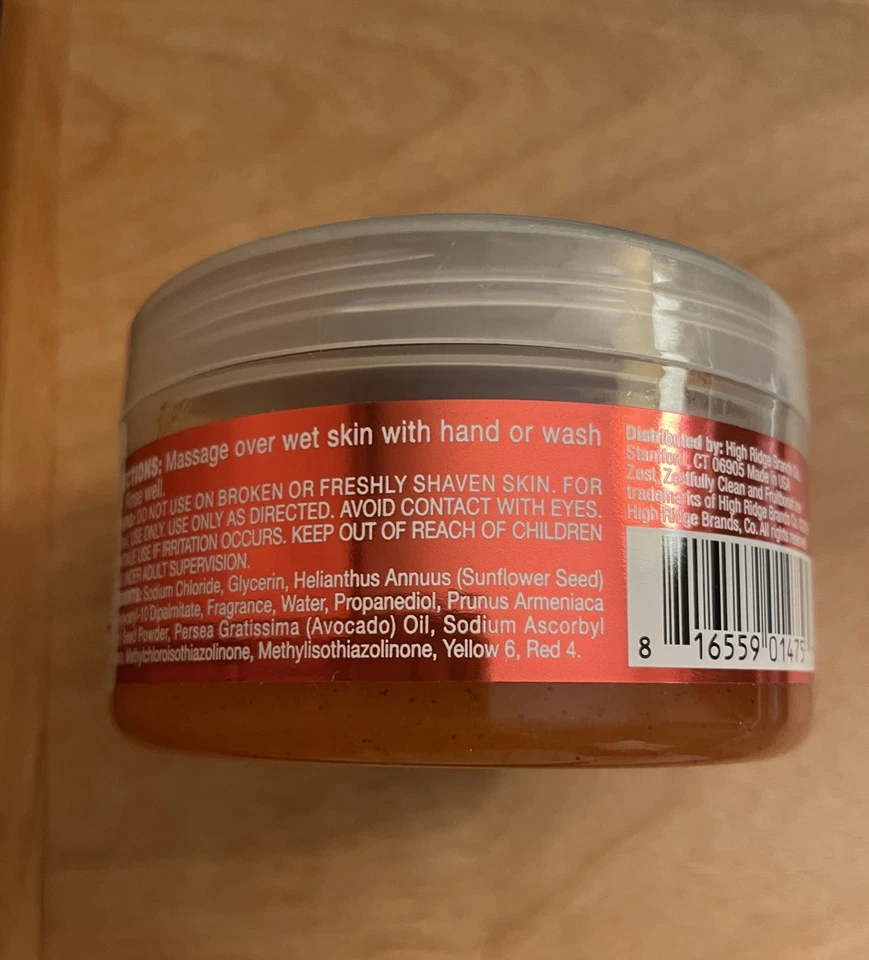 CTIONS: Massage over wet skin with hand or wash
Rinse well.
DO NOT USE ON BROKEN OR FRESHLY SHAVEN SKIN. FOR
USE ONLY. USE ONLY AS DIRECTED. AVOID CONTACT WITH EYES.
USE IF IRRITATION OCCURS. KEEP OUT OF REACH OF CHILDREN
ADULT SUPERVISION.
Sodium Chloride, Glycerin, Helianthus Annuus (Sunflower Seed)
-10 Dipalmitate, Fragrance, Water, Propanediol, Prunus Armeniaca
Seed Powder, Persea Gratissima (Avocado) Oil, Sodium Ascorbyl
Methylchloroisothiazolinone, Methylisothiazolinone, Yellow 6, Red 4.
Distributed by: High Ridge Brands
Stamford, CT 06905 Made in USA
Zest, Zestfully Clean and
trademarks of High Ridge Brands Co.
High Ridge Brands, Co. All rights
8 16559 01475